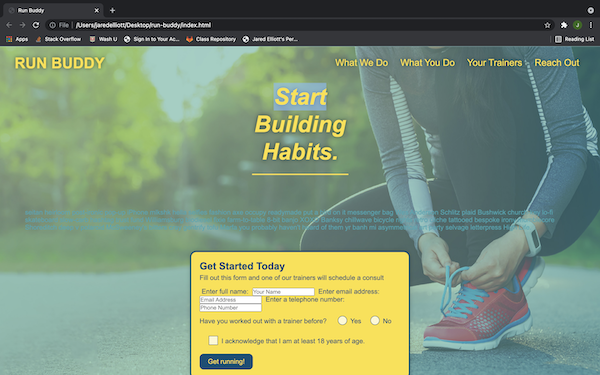 Run Buddy
File /Users/jaredelliott/Desktop/run-buddy/index.html
Apps Stack Overflow Wash U Sign In to Your Ac... Class Repository Jared Elliott's Per... Reading List
RUN BUDDY What We Do What You Do Your Trainers Reach Out
Start
Building
Habits.
Get Started Today
Fill out this form and one of our trainers will schedule a consult
Enter full name: Your Name Enter email address:
Email Address Enter a telephone number:
Phone Number
Have you worked out with a trainer before? Yes No
I acknowledge that I am at least 18 years of age.
Get running!